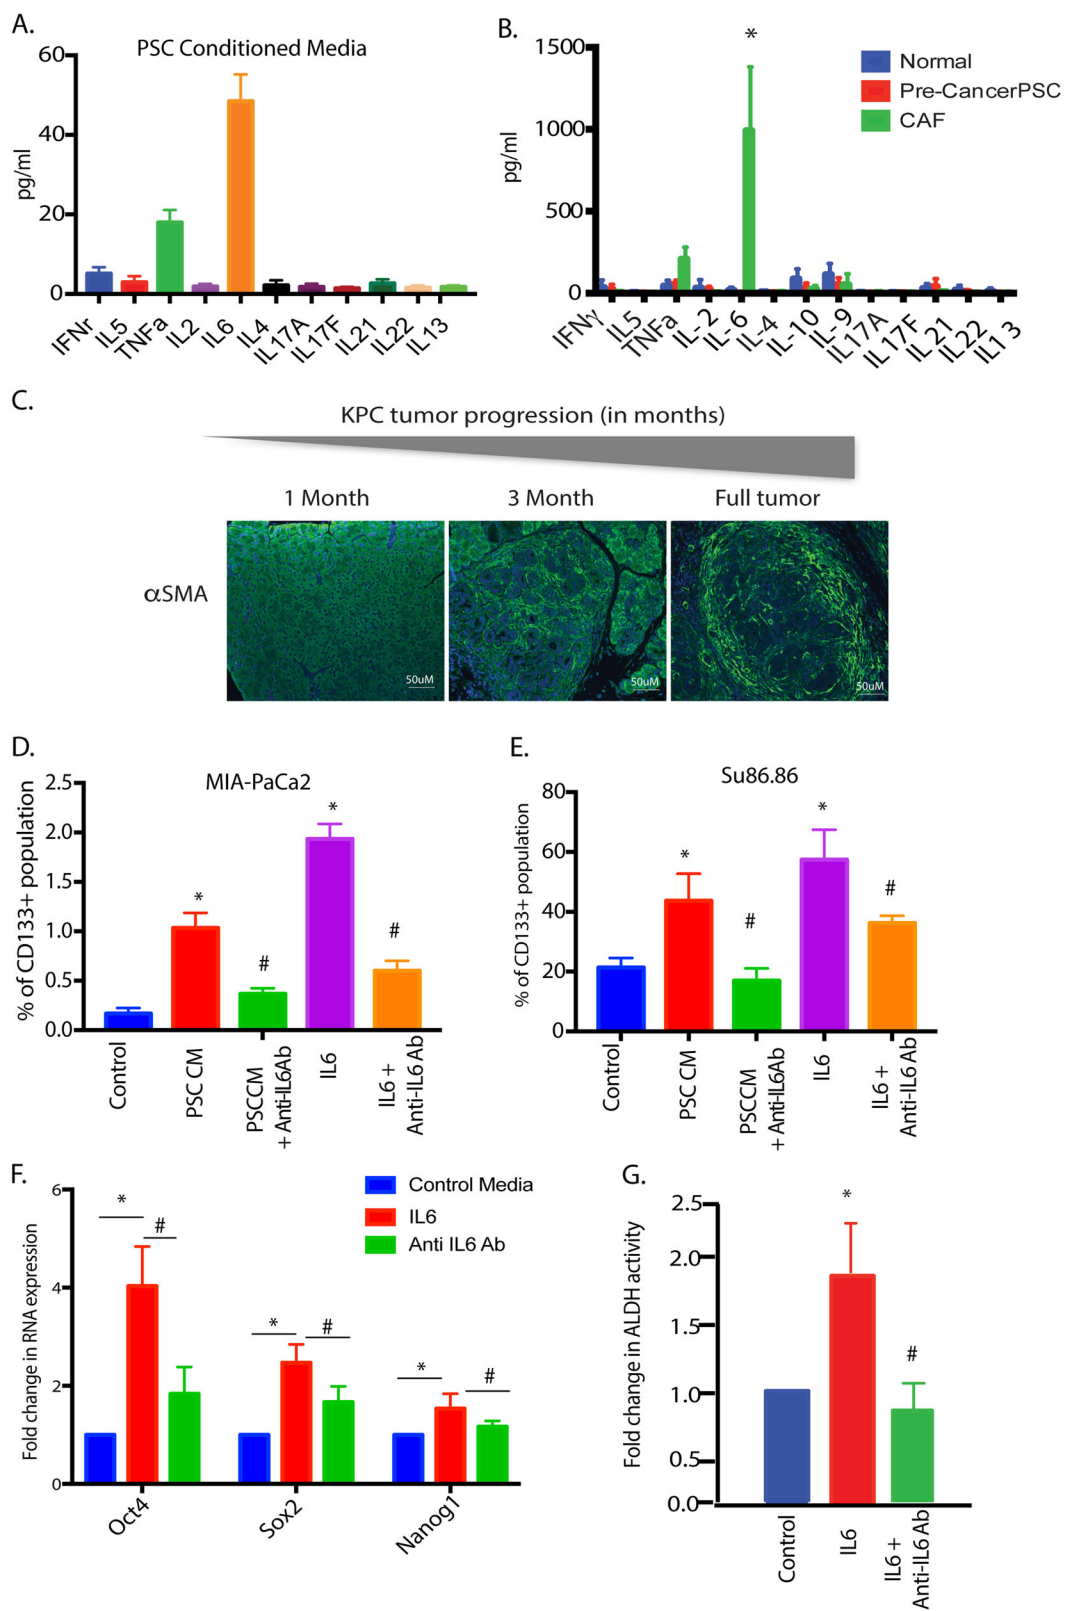 A.
PSC Conditioned Media
pg/ml
60
40
20
0
IFNr
IL5
TNFa
IL2
IL6
IL4
IL17A
IL17F
IL21
IL22
IL13
B.
*
pg/ml
1500
1000
500
0
Normal
Pre-CancerPSC
CAF
IFNγ
IL5
TNFa
IL-2
IL-6
IL-4
IL-10
IL-9
IL17A
IL17F
IL21
IL22
IL13
C.
KPC tumor progression (in months)
1 Month
3 Month
Full tumor
αSMA
50uM
50uM
50uM
D.
MIA-PaCa2
% of CD133+ population
2.5
2.0
1.5
1.0
0.5
0.0
*
#
*
#
Control
PSC CM
PSCCM
+ Anti-IL6Ab
IL6
IL6 +
Anti-IL6 Ab
E.
Su86.86
% of CD133+ population
80
60
40
20
0
*
#
*
#
Control
PSC CM
PSCCM
+ Anti-IL6Ab
IL6
IL6 +
Anti-IL6 Ab
F.
Fold change in RNA expression
6
4
2
0
Control Media
IL6
Anti IL6 Ab
*
#
*
#
*
#
Oct4
Sox2
Nanog1
G.
Fold change in ALDH activity
2.5
2.0
1.5
1.0
0.5
0.0
*
#
Control
IL6
IL6 +
Anti-IL6 Ab